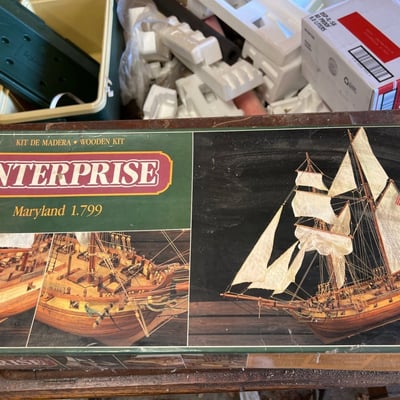 KIT DE MADERA • WOODEN KIT
NTERPRISE
Maryland 1.799